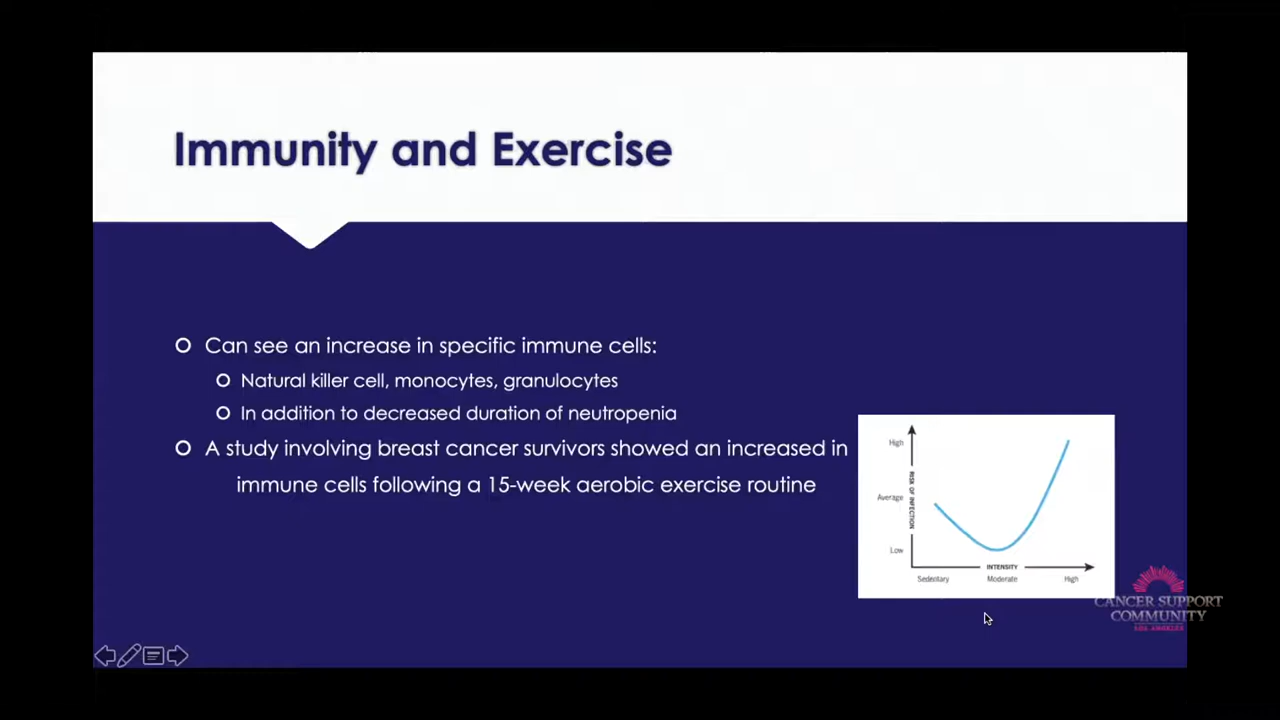 Immunity and Exercise
Can see an increase in specific immune cells:
Natural killer cell, monocytes, granulocytes
In addition to decreased duration of neutropenia
A study involving breast cancer survivors showed an increased in
immune cells following a 15-week aerobic exercise routine
High
Average
Low
RISK OF INFECTION
INTENSITY
Sedentary Moderate High
CANCER SUPPORT
COMMUNITY
LOS ANGELES